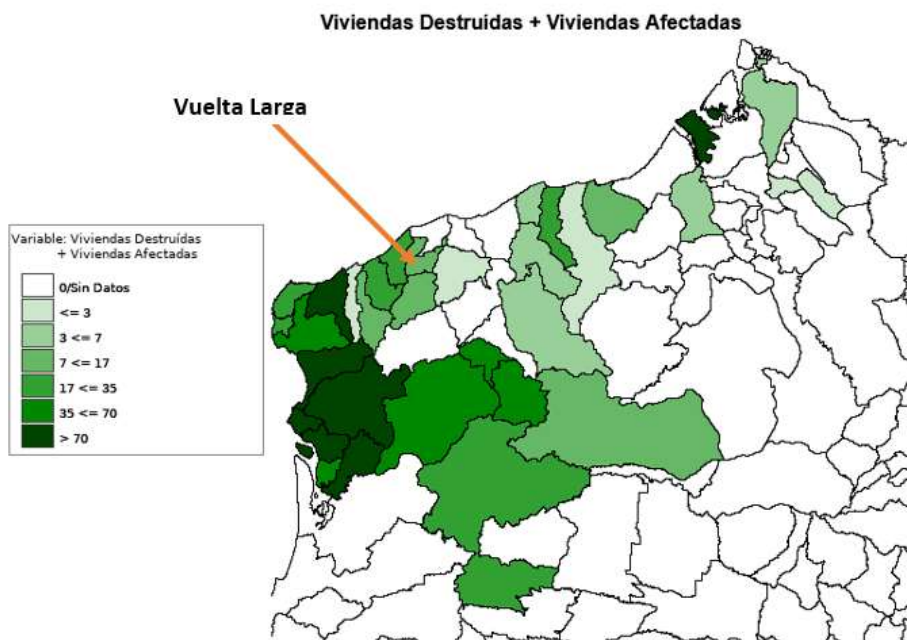 Viviendas Destruidas + Viviendas Afectadas
Vuelta Larga
Variable: Viviendas Destruídas
+ Viviendas Afectadas
0/Sin Datos
<= 3
3 <= 7
7 <= 17
17 <= 35
35 <= 70
> 70